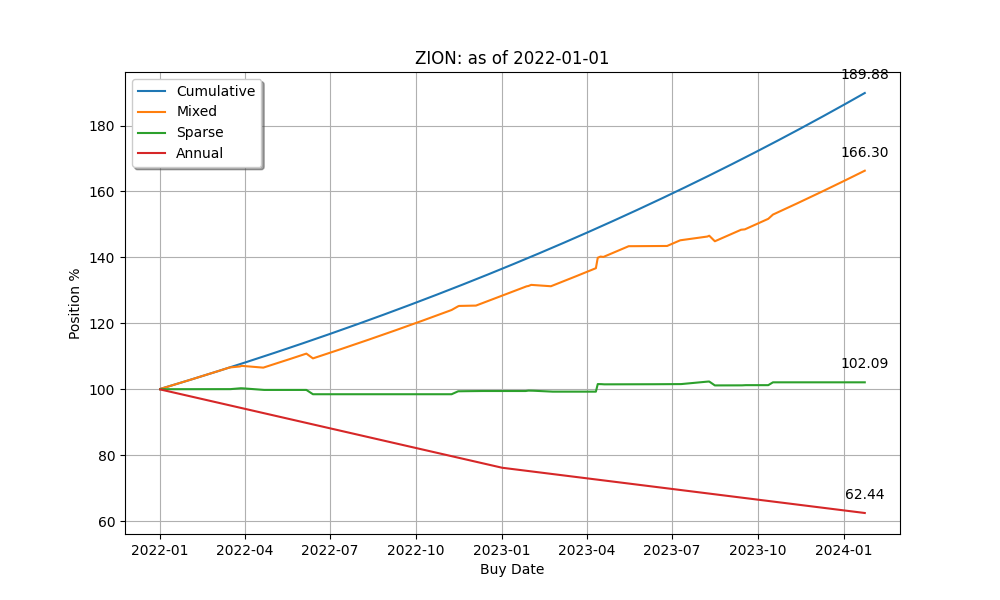 ZION: as of 2022-01-01
189.88
Cumulative
Mixed
Sparse
Annual
180
166.30
160
140
120
102.09
100
80
62.44
60
Position %
2022-01 2022-04 2022-07 2022-10 2023-01 2023-04 2023-07 2023-10 2024-01
Buy Date